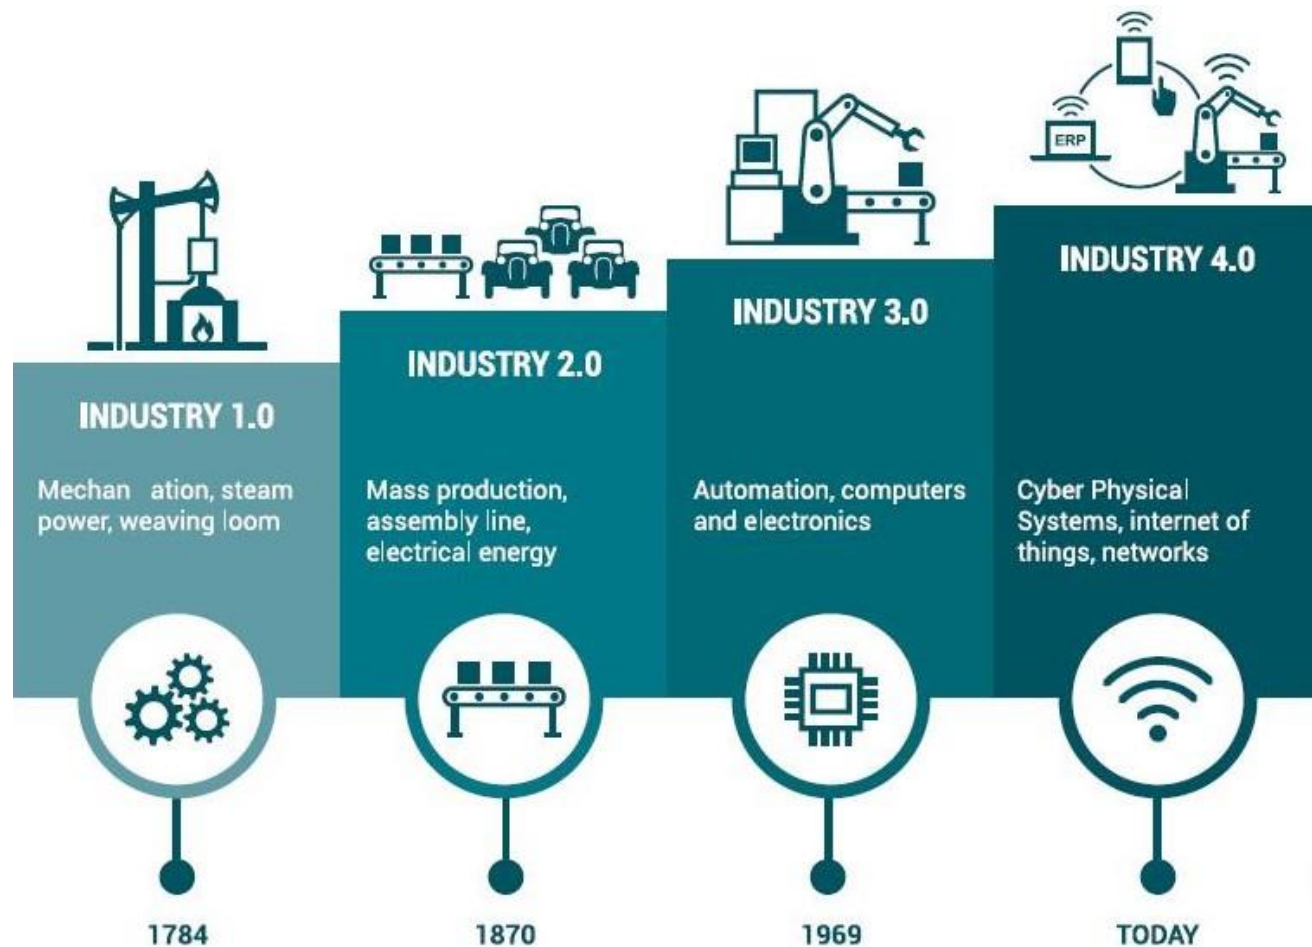 ERP
INDUSTRY 1.0
Mechan ation, steam
power, weaving loom
1784
INDUSTRY 2.0
Mass production,
assembly line,
electrical energy
1870
INDUSTRY 3.0
Automation, computers
and electronics
1969
INDUSTRY 4.0
Cyber Physical
Systems, internet of
things, networks
TODAY